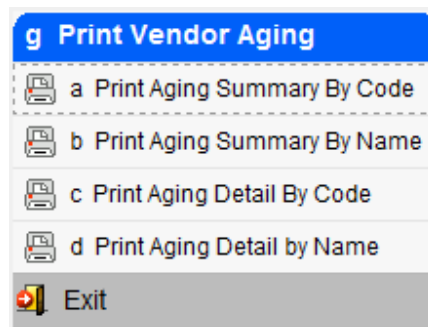 g Print Vendor Aging
a Print Aging Summary By Code
b Print Aging Summary By Name
c Print Aging Detail By Code
d Print Aging Detail by Name
Exit